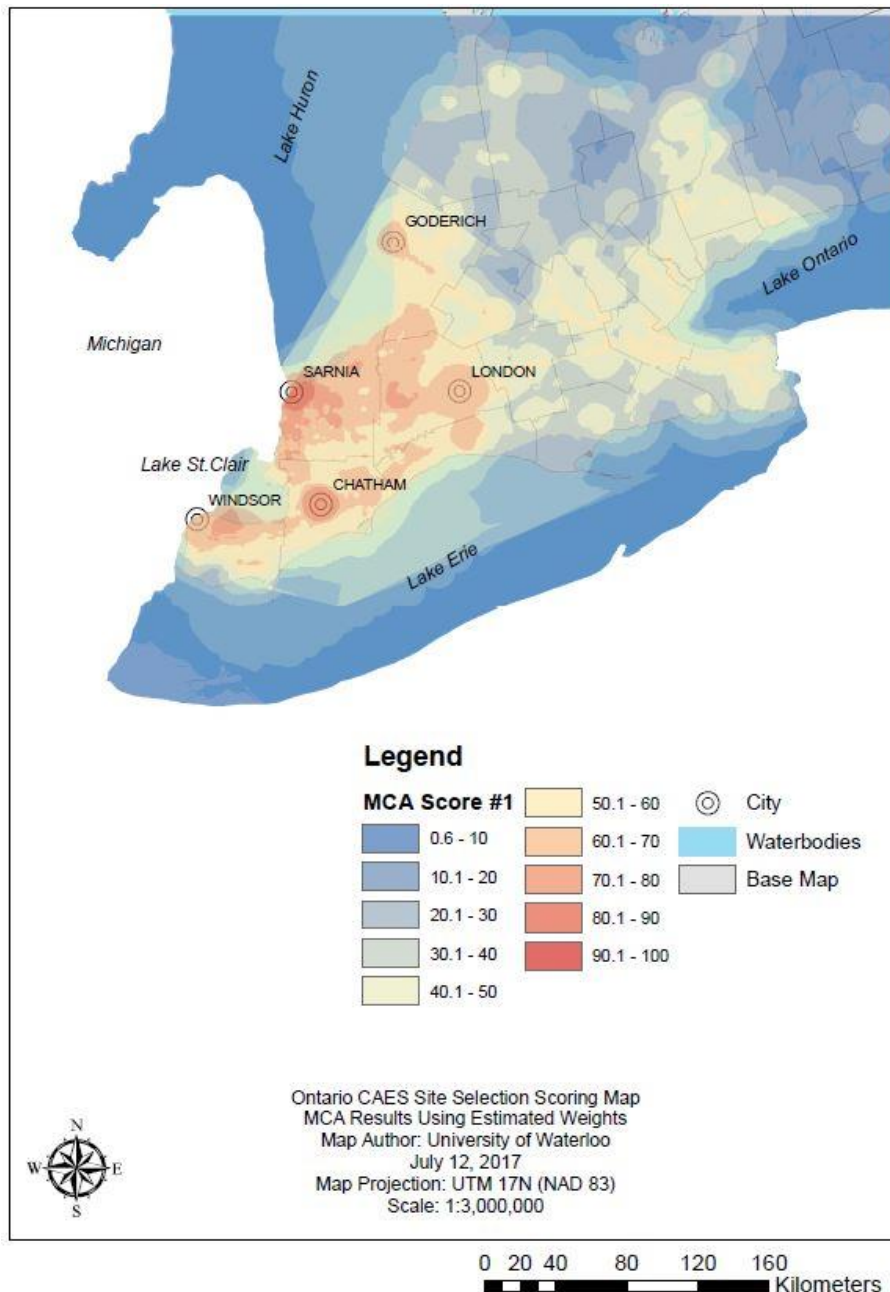 Lake Huron
GODERICH
Lake Ontario
Michigan
SARNIA
LONDON
Lake St.Clair
WINDSOR
CHATHAM
Lake Erie
Legend
MCA Score #1
0.6 - 10
10.1 - 20
20.1 - 30
30.1 - 40
40.1 - 50
50.1 - 60
60.1 - 70
70.1 - 80
80.1 - 90
90.1 - 100
City
Waterbodies
Base Map
Ontario CAES Site Selection Scoring Map
MCA Results Using Estimated Weights
Map Author: University of Waterloo
July 12, 2017
Map Projection: UTM 17N (NAD 83)
Scale: 1:3,000,000
N
W E
S
0 20 40 80 120 160
Kilometers